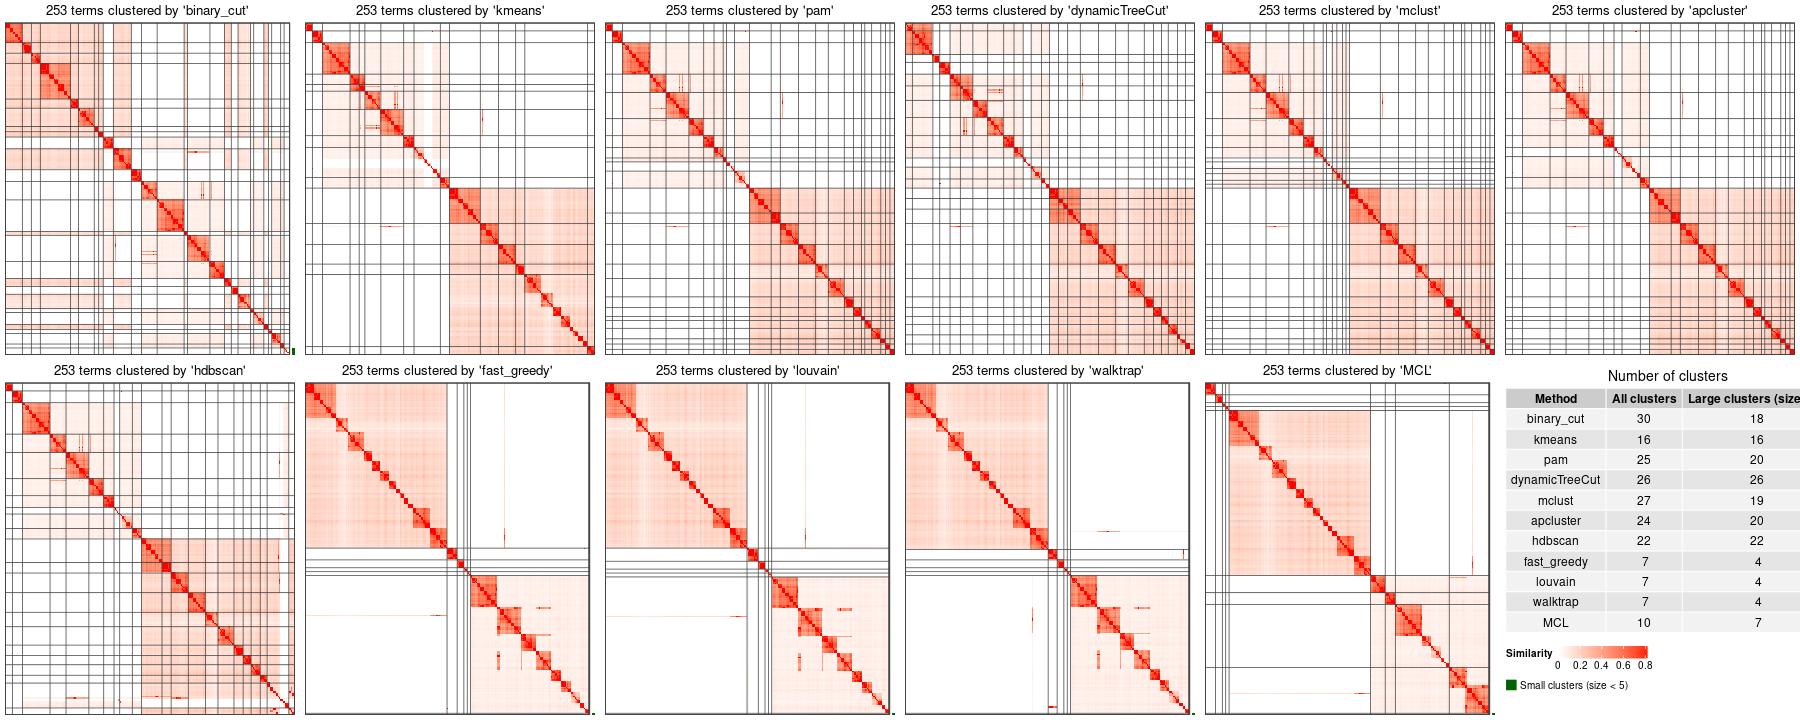 253 terms clustered by 'binary_cut'
253 terms clustered by 'kmeans'
253 terms clustered by 'pam'
253 terms clustered by 'dynamicTreeCut'
253 terms clustered by 'mclust'
253 terms clustered by 'apcluster'
253 terms clustered by 'hdbscan'
253 terms clustered by 'fast_greedy'
253 terms clustered by 'louvain'
253 terms clustered by 'walktrap'
253 terms clustered by 'MCL'
Number of clusters
Method All clusters Large clusters (size
binary_cut 30 18
kmeans 16 16
pam 25 20
dynamicTreeCut 26 26
mclust 27 19
apcluster 24 20
hdbscan 22 22
fast_greedy 7 4
louvain 7 4
walktrap 7 4
MCL 10 7
Similarity
0 0.2 0.4 0.6 0.8
Small clusters (size < 5)